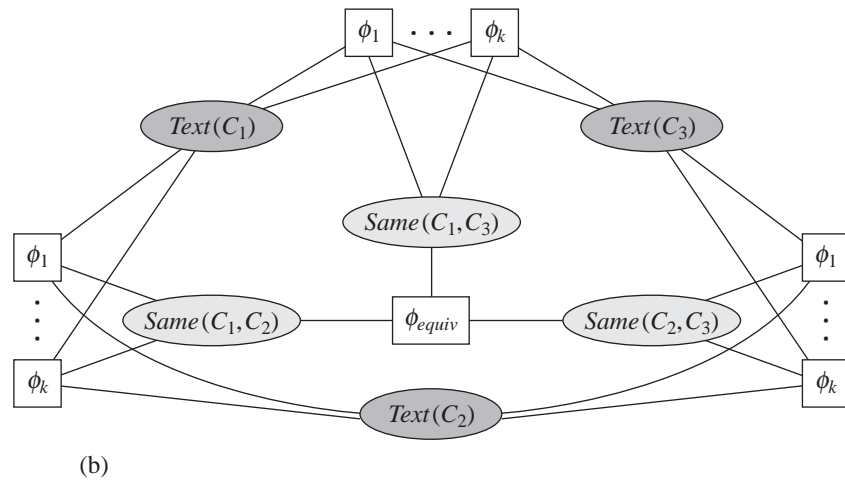 ϕ₁ · · · ϕₖ
Text(C₁) Text(C₃)
Same(C₁,C₃)
ϕ₁ ϕ₁
Same(C₁,C₂) ϕₑqᵤᵢᵥ Same(C₂,C₃)
ϕₖ ϕₖ
Text(C₂)
(b)